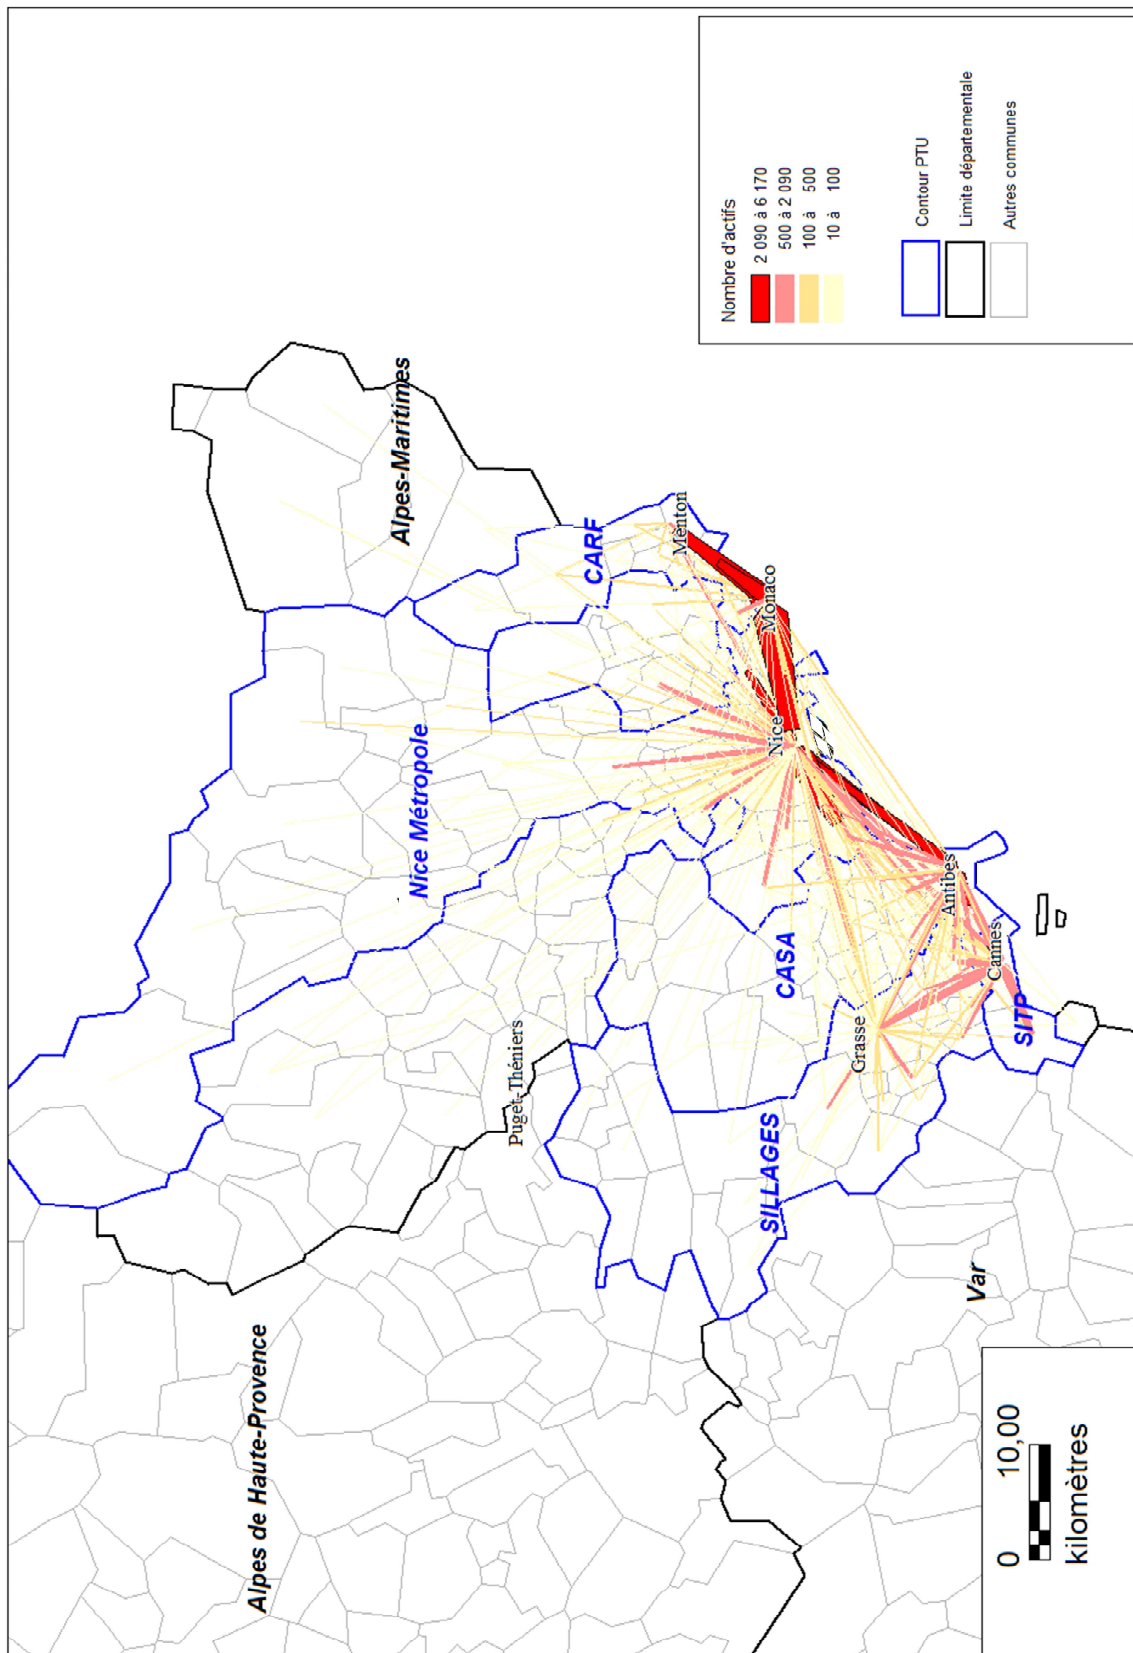 Alpes-Maritimes
CARF
Menton
Monaco
Nice
Nice Métropole
Antibes
CASA
Cannes
SITP
Grasse
Puget-Théniers
SILLAGES
Var
Alpes de Haute-Provence
Nombre d'actifs
2 090 à 6 170
500 à 2 090
100 à 500
10 à 100
Contour PTU
Limite départementale
Autres communes
0 10,00
kilomètres